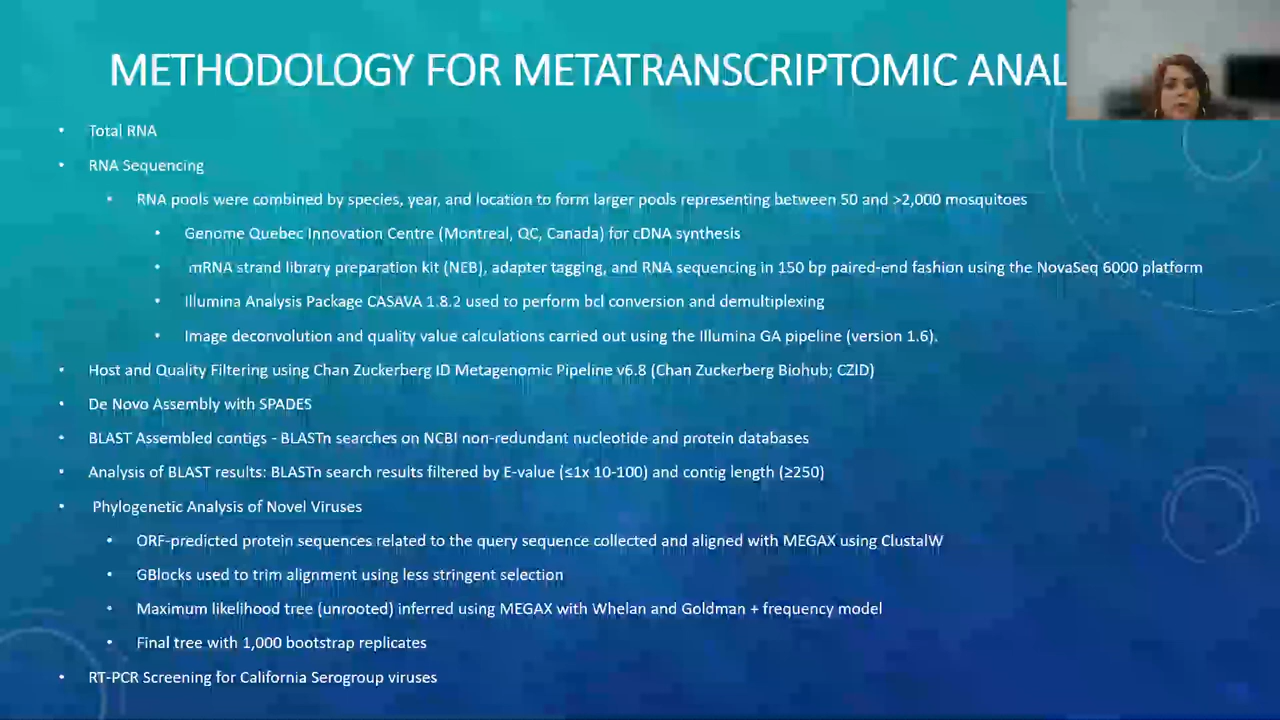 METHODOLOGY FOR METATRANSCRIPTOMIC ANAL
• Total RNA
• RNA Sequencing
• RNA pools were combined by species, year, and location to form larger pools representing between 50 and >2,000 mosquitoes
• Genome Quebec Innovation Centre (Montreal, QC, Canada) for cDNA synthesis
• mRNA strand library preparation kit (NEB), adapter tagging, and RNA sequencing in 150 bp paired-end fashion using the NovaSeq 6000 platform
• Illumina Analysis Package CASAVA 1.8.2 used to perform bcl conversion and demultiplexing
• Image deconvolution and quality value calculations carried out using the Illumina GA pipeline (version 1.6).
• Host and Quality Filtering using Chan Zuckerberg ID Metagenomic Pipeline v6.8 (Chan Zuckerberg Biohub; CZID)
• De Novo Assembly with SPADES
• BLAST Assembled contigs - BLASTn searches on NCBI non-redundant nucleotide and protein databases
• Analysis of BLAST results: BLASTn search results filtered by E-value (≤1x 10-100) and contig length (≥250)
• Phylogenetic Analysis of Novel Viruses
• ORF-predicted protein sequences related to the query sequence collected and aligned with MEGAX using ClustalW
• GBlocks used to trim alignment using less stringent selection
• Maximum likelihood tree (unrooted) inferred using MEGAX with Whelan and Goldman + frequency model
• Final tree with 1,000 bootstrap replicates
• RT-PCR Screening for California Serogroup viruses